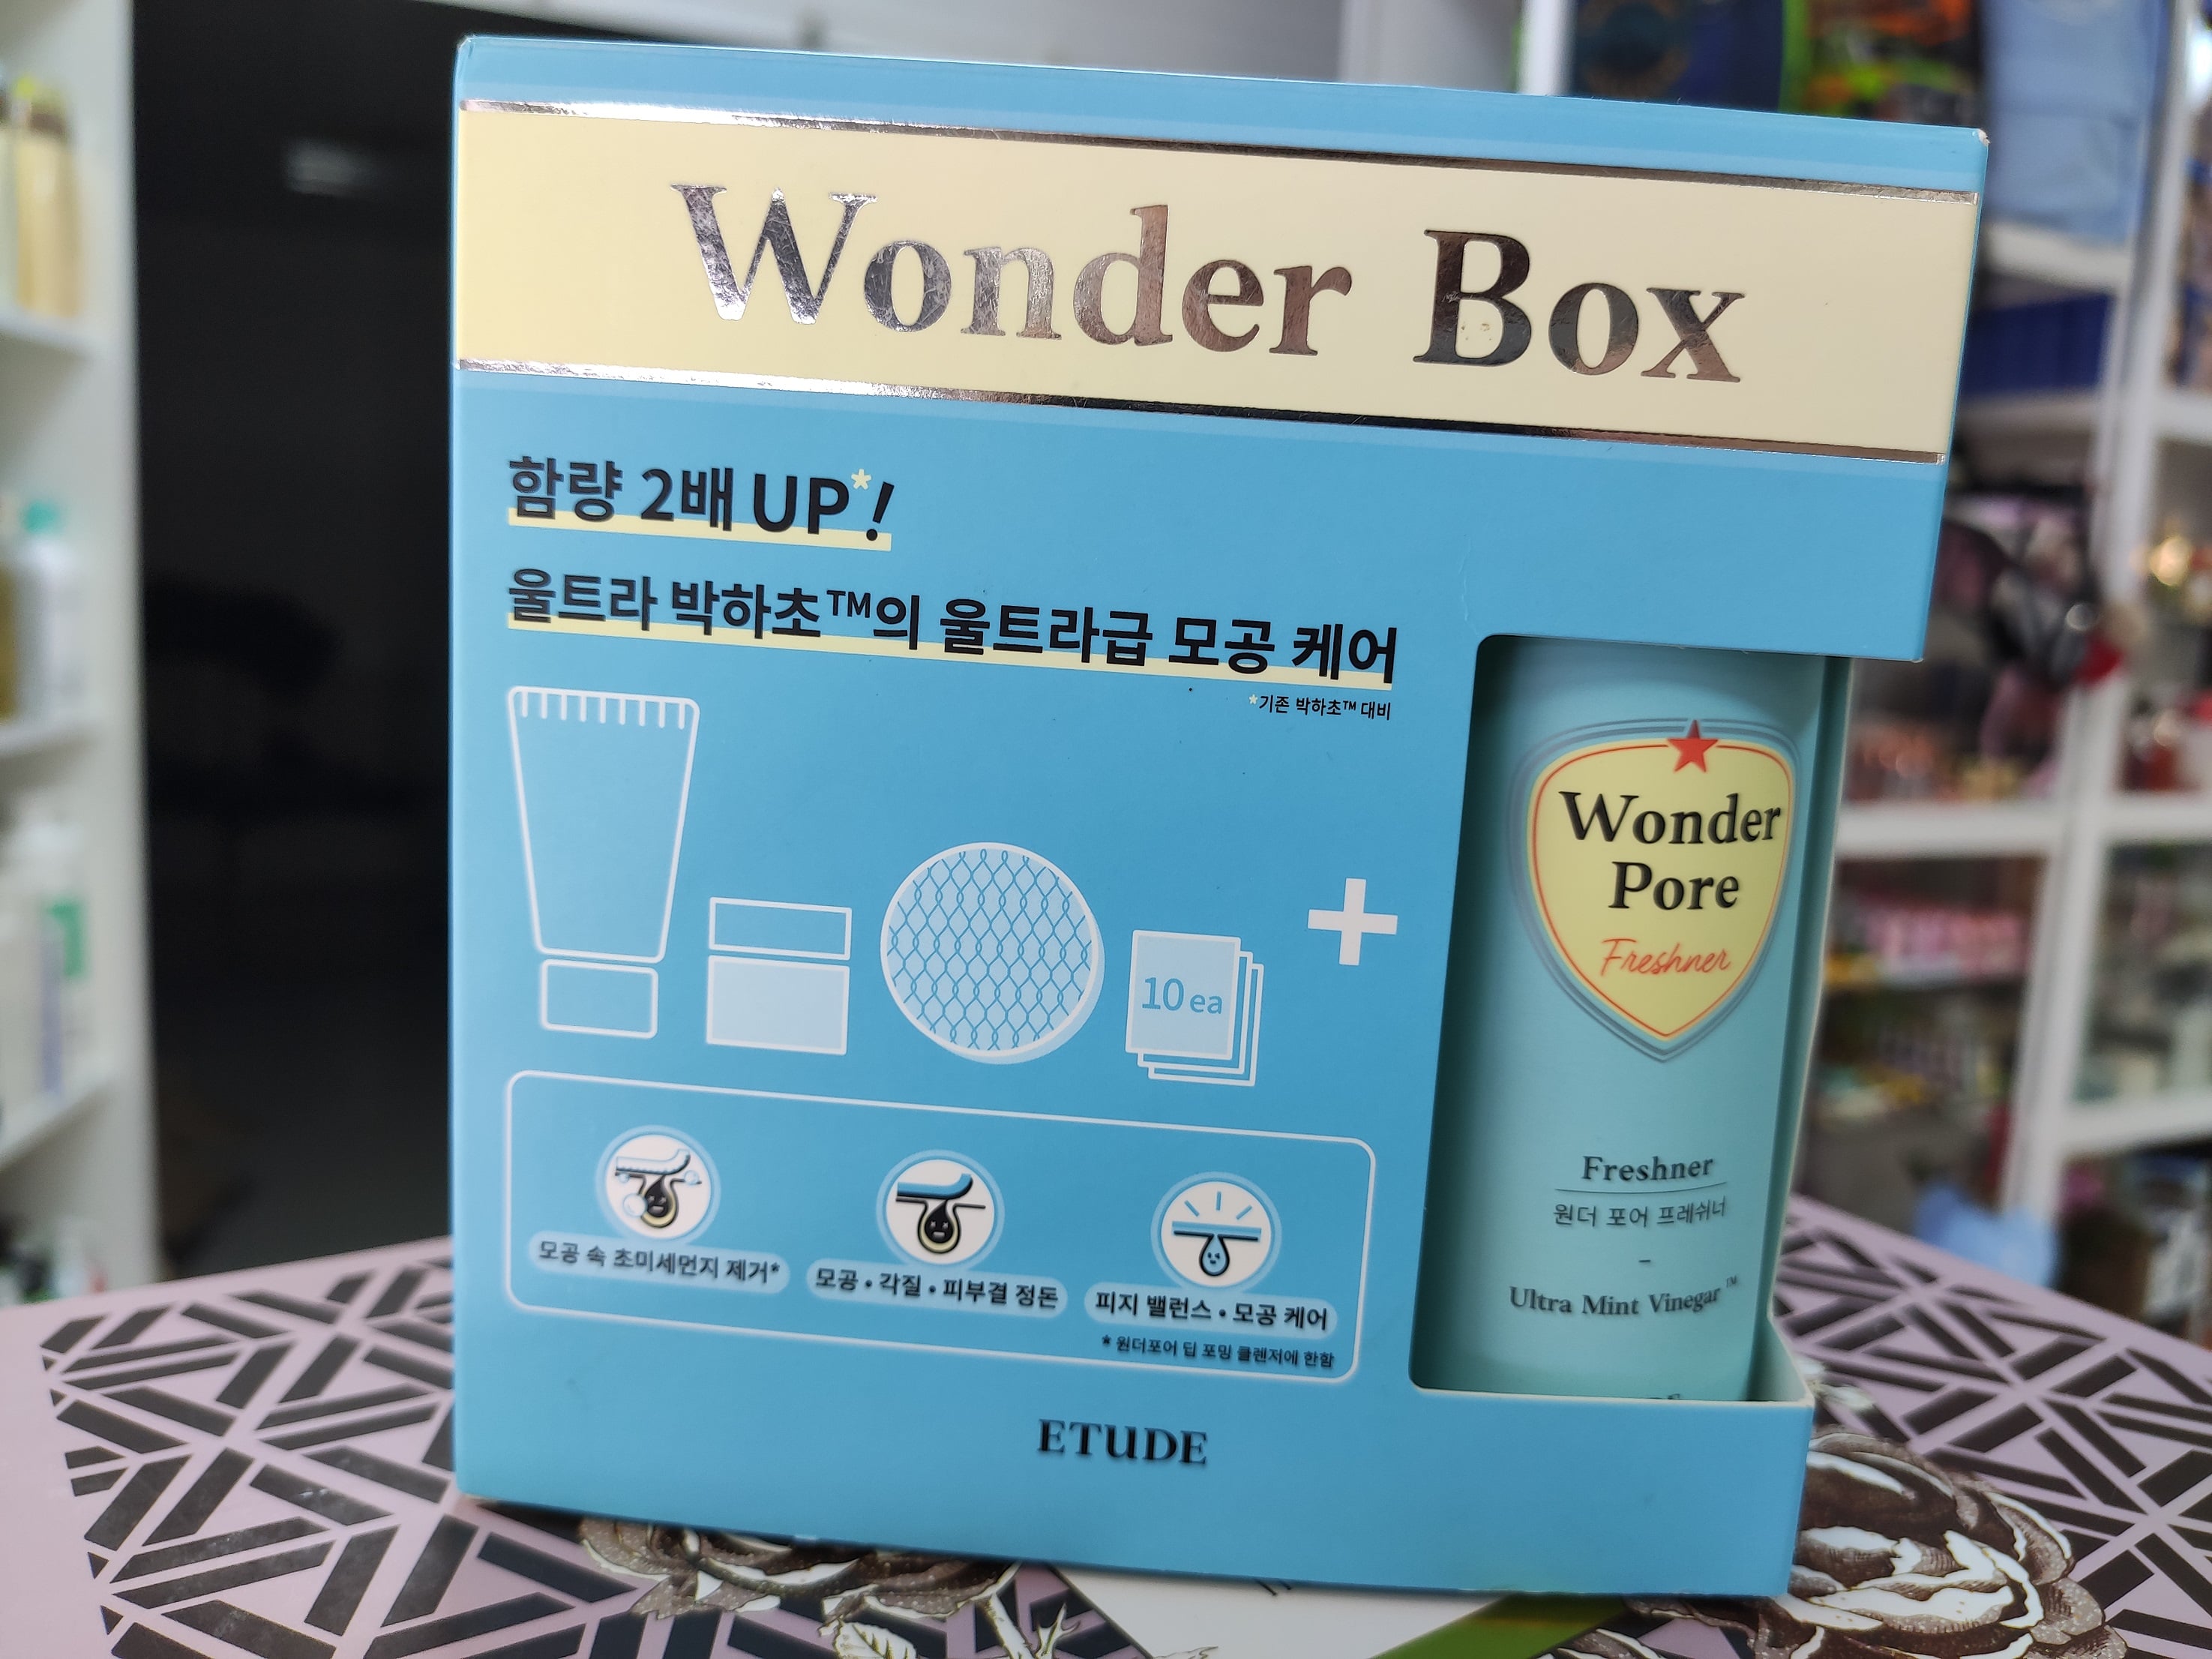 Wonder Box
함량 2배 UP*!
울트라 박하초™의 울트라급 모공 케어
*기존 박하초™ 대비
10 ea
+
모공 속 초미세먼지 제거*
모공 • 각질 • 피부결 정돈
피지 밸런스 • 모공 케어
* 원더포어 딥 포밍 클렌저에 한함
ETUDE
Wonder
Pore
Freshner
Freshner
원더 포어 프레쉬너
–
Ultra Mint Vinegar™